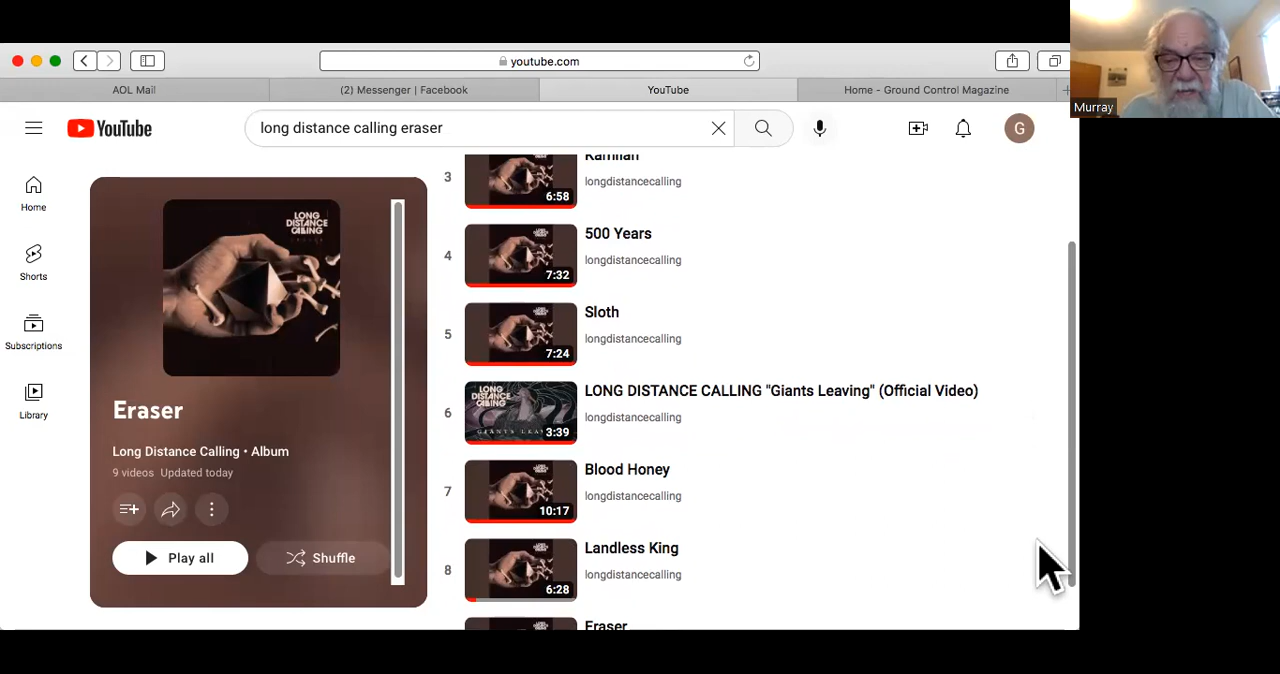 youtube.com
AOL Mail
(2) Messenger | Facebook
YouTube
Home - Ground Control Magazine
Murray
YouTube
long distance calling eraser
G
Home
Shorts
Subscriptions
Library
LONG
DISTANCE
CALLING
Eraser
Long Distance Calling • Album
9 videos Updated today
Play all
Shuffle
3
6:58
longdistancecalling
4
7:32
500 Years
longdistancecalling
5
7:24
Sloth
longdistancecalling
6
LONG
DISTANCE
CALLING
3:39
LONG DISTANCE CALLING "Giants Leaving" (Official Video)
longdistancecalling
7
10:17
Blood Honey
longdistancecalling
8
6:28
Landless King
longdistancecalling
Eraser